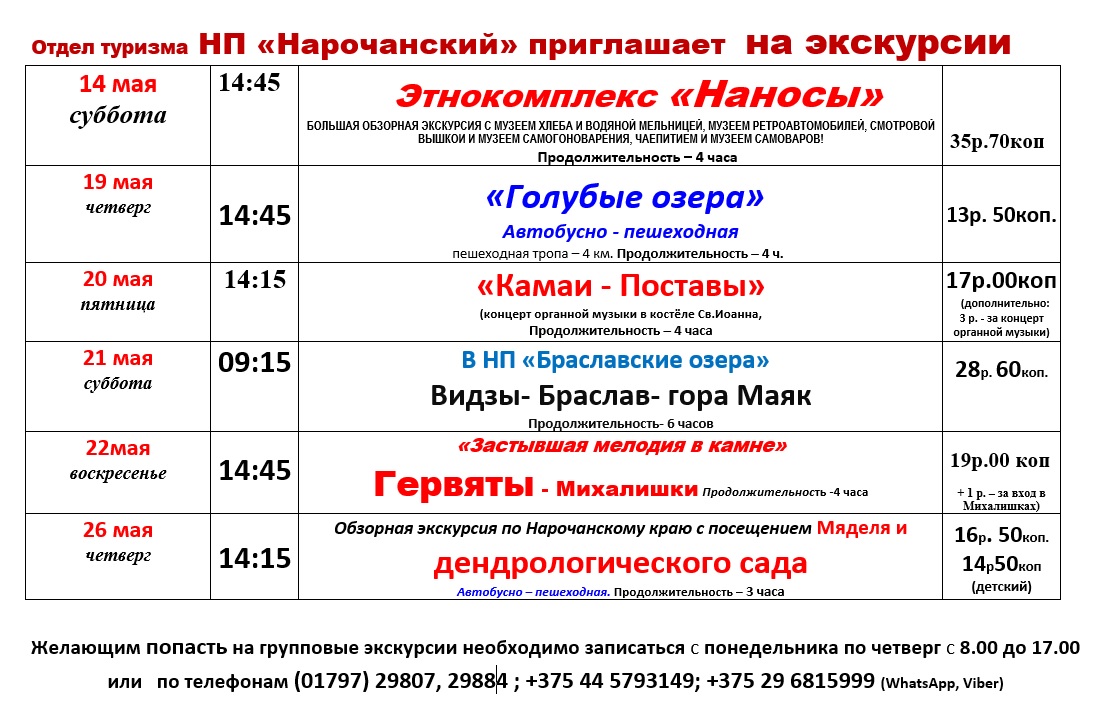 Отдел туризма НП «Нарочанский» приглашает на экскурсии
14 мая
суббота
14:45
Этнокомплекс «Наносы»
БОЛЬШАЯ ОБЗОРНАЯ ЭКСКУРСИЯ С МУЗЕЕМ ХЛЕБА И ВОДЯНОЙ МЕЛЬНИЦЕЙ, МУЗЕЕМ РЕТРОАВТОМОБИЛЕЙ, СМОТРОВОЙ
ВЫШКОЙ И МУЗЕЕМ САМОГОНОВАРЕНИЯ, ЧАЕПИТИЕМ И МУЗЕЕМ САМОВАРОВ!
Продолжительность – 4 часа
35р.70коп
19 мая
четверг
14:45
«Голубые озера»
Автобусно - пешеходная
пешеходная тропа – 4 км. Продолжительность – 4 ч.
13р. 50коп.
20 мая
пятница
14:15
«Камаи - Поставы»
(концерт органной музыки в костёле Св.Иоанна,
Продолжительность – 4 часа
17р.00коп
(дополнительно:
3 р. - за концерт
органной музыки)
21 мая
суббота
09:15
В НП «Браславские озера»
Видзы- Браслав- гора Маяк
Продолжительность- 6 часов
28р. 60коп.
22мая
воскресенье
14:45
«Застывшая мелодия в камне»
Гервяты - Михалишки Продолжительность -4 часа
19р.00 коп
+ 1 р. – за вход в
Михалишках)
26 мая
четверг
14:15
Обзорная экскурсия по Нарочанскому краю с посещением Мяделя и
дендрологического сада
Автобусно – пешеходная. Продолжительность – 3 часа
16р. 50коп.
14р50коп
(детский)
Желающим попасть на групповые экскурсии необходимо записаться с понедельника по четверг с 8.00 до 17.00
или по телефонам (01797) 29807, 29884 ; +375 44 5793149; +375 29 6815999 (WhatsApp, Viber)